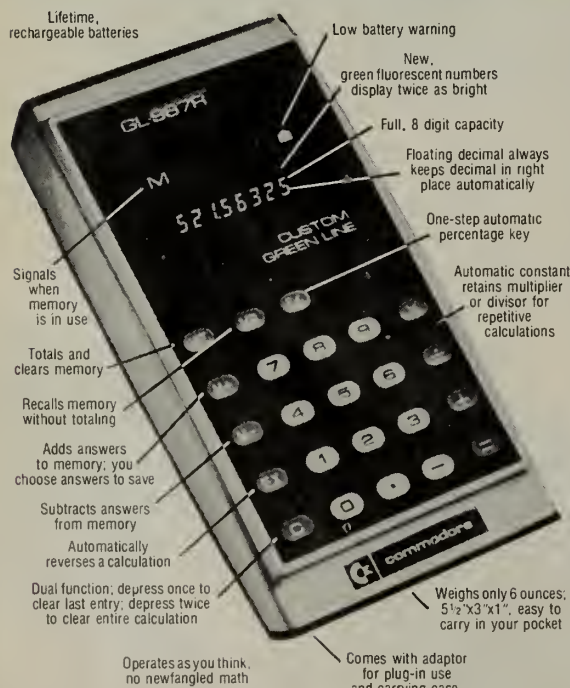 Lifetime,
rechargeable batteries
Low battery warning
New,
green fluorescent numbers
display twice as bright
Full, 8 digit capacity
Floating decimal always
keeps decimal in right
place automatically
One-step automatic
percentage key
Automatic constant
retains multiplier
or divisor for
repetitive
calculations
GL-987R
M
521.56325
CUSTOM
GREEN LINE
Signals
when
memory
is in use
Totals and
clears memory
Recalls memory
without totaling
Adds answers
to memory; you
choose answers to save
Subtracts answers
from memory
Automatically
reverses a calculation
Dual function; depress once to
clear last entry; depress twice
to clear entire calculation
7 8 9
4 5 6
1 2 3
C 0 . - =
commodore
Weighs only 6 ounces;
5½"x3"x1", easy to
carry in your pocket
Operates as you think,
no newfangled math
Comes with adaptor
for plug-in use
and carrying case